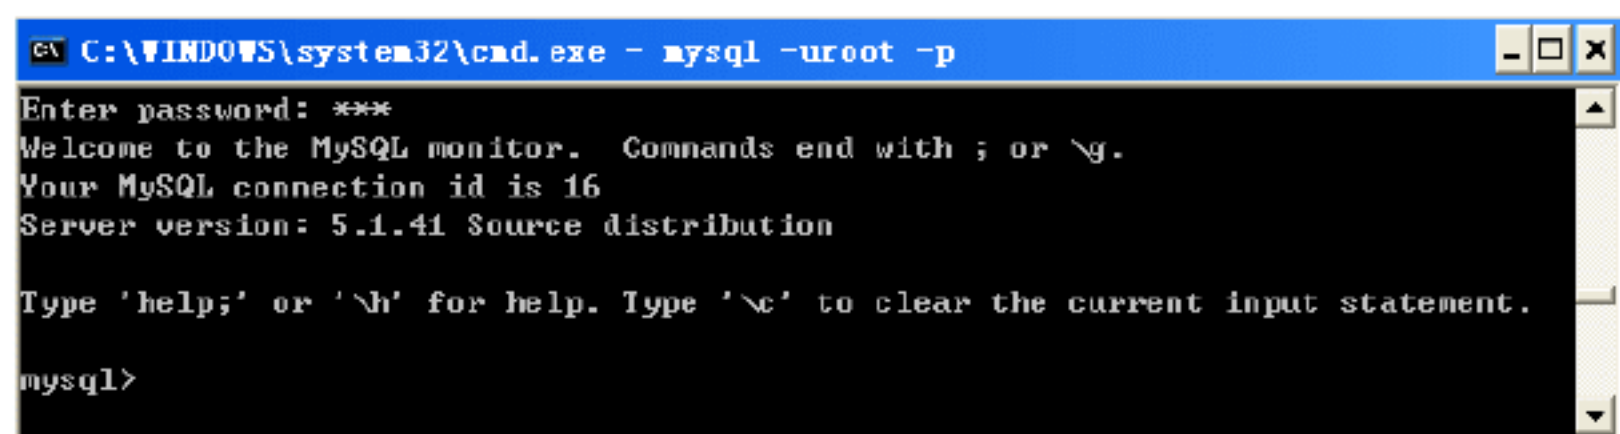 C:\WINDOWS\system32\cmd.exe - mysql -uroot -p
Enter password: ***
Welcome to the MySQL monitor.  Commands end with ; or \g.
Your MySQL connection id is 16
Server version: 5.1.41 Source distribution
Type 'help;' or '\h' for help. Type '\c' to clear the current input statement.
mysql>